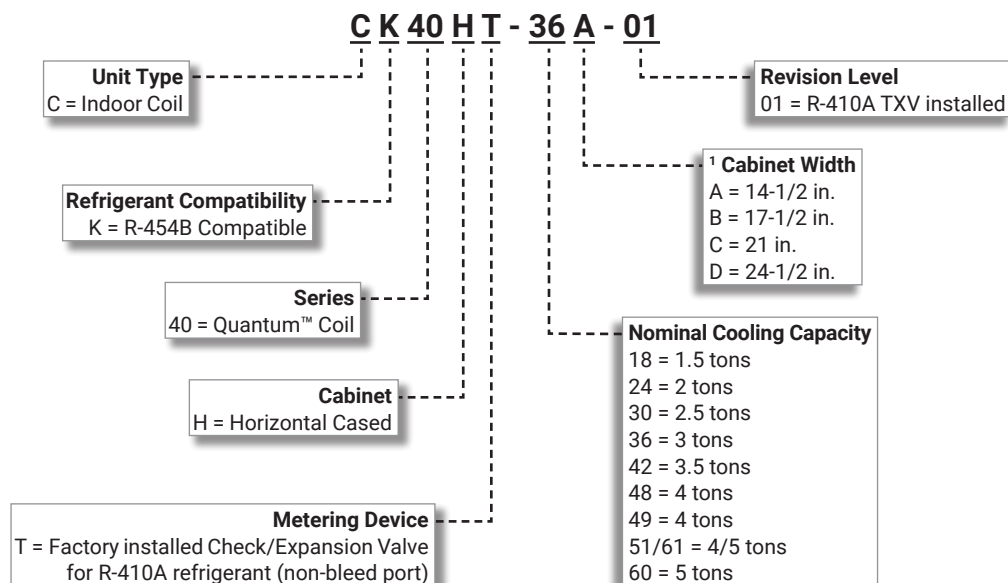 CK40HT-36A-01
Unit Type
C = Indoor Coil
Refrigerant Compatibility
K = R-454B Compatible
Series
40 = Quantum™ Coil
Cabinet
H = Horizontal Cased
Metering Device
T = Factory installed Check/Expansion Valve
for R-410A refrigerant (non-bleed port)
Revision Level
01 = R-410A TXV installed
¹ Cabinet Width
A = 14-1/2 in.
B = 17-1/2 in.
C = 21 in.
D = 24-1/2 in.
Nominal Cooling Capacity
18 = 1.5 tons
24 = 2 tons
30 = 2.5 tons
36 = 3 tons
42 = 3.5 tons
48 = 4 tons
49 = 4 tons
51/61 = 4/5 tons
60 = 5 tons